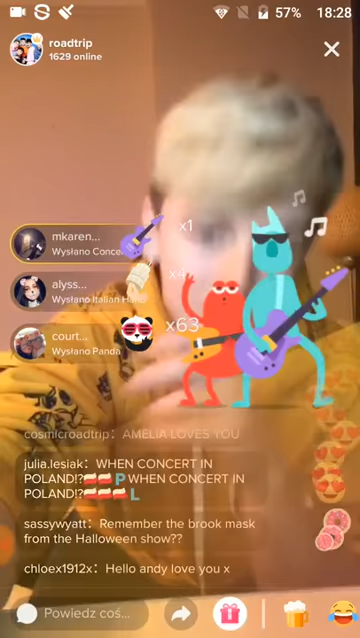 57% 18:28
roadtrip
1629 online
mkaren...
Wysłano Conce
x1
alyss...
Wysłano Italian Hand
x4
court...
Wysłano Panda
x63
cosmicroadtrip: AMELIA LOVES YOU
julia.lesiak: WHEN CONCERT IN
POLAND!?🇵🇱🇵🇱🅿️WHEN CONCERT IN
POLAND!?🇵🇱🇵🇱🇵🇱L
sassywyatt: Remember the brook mask
from the Halloween show??
chloex1912x: Hello andy love you x
Powiedz coś...